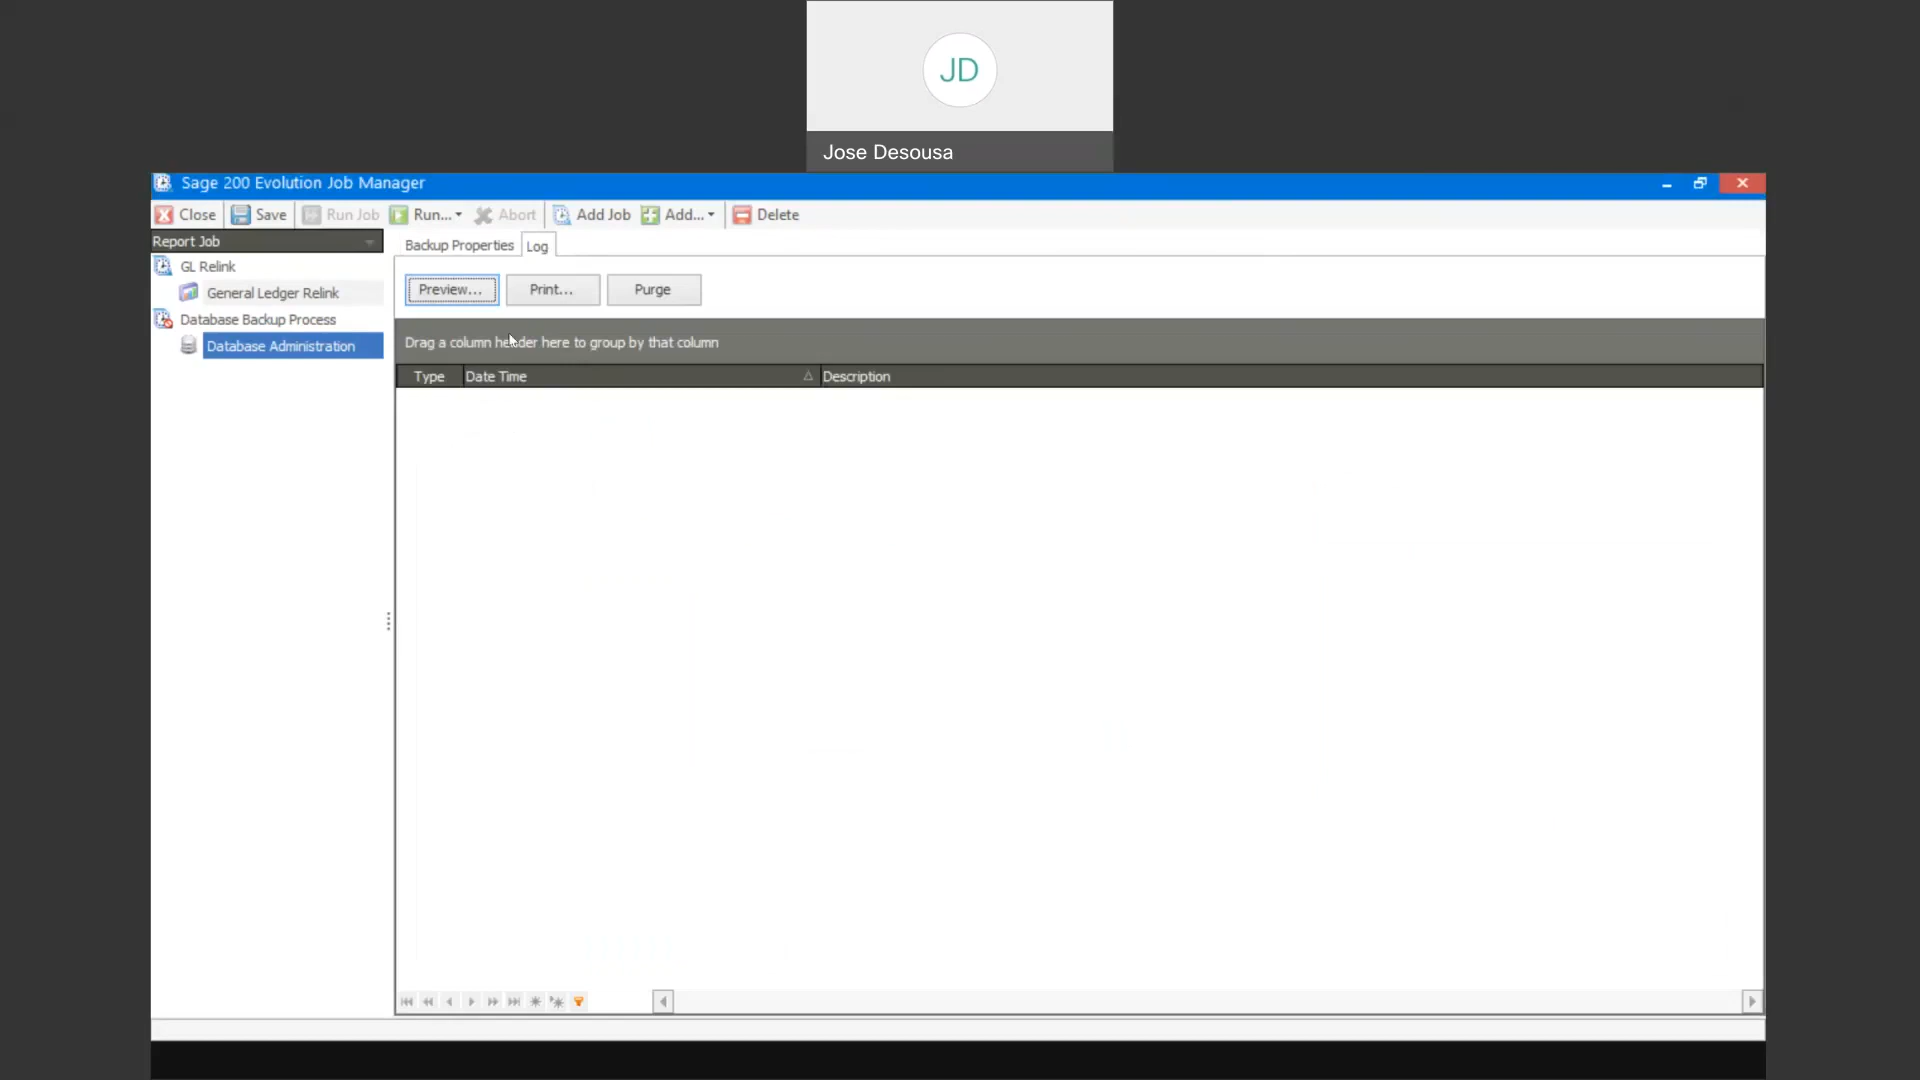 JD
Jose Desousa
Sage 200 Evolution Job Manager
Close Save Run Job Run... Abort Add Job Add... Delete
Report Job
GL Relink
General Ledger Relink
Database Backup Process
Database Administration
Backup Properties Log
Preview... Print... Purge
Drag a column header here to group by that column
Type Date Time Description